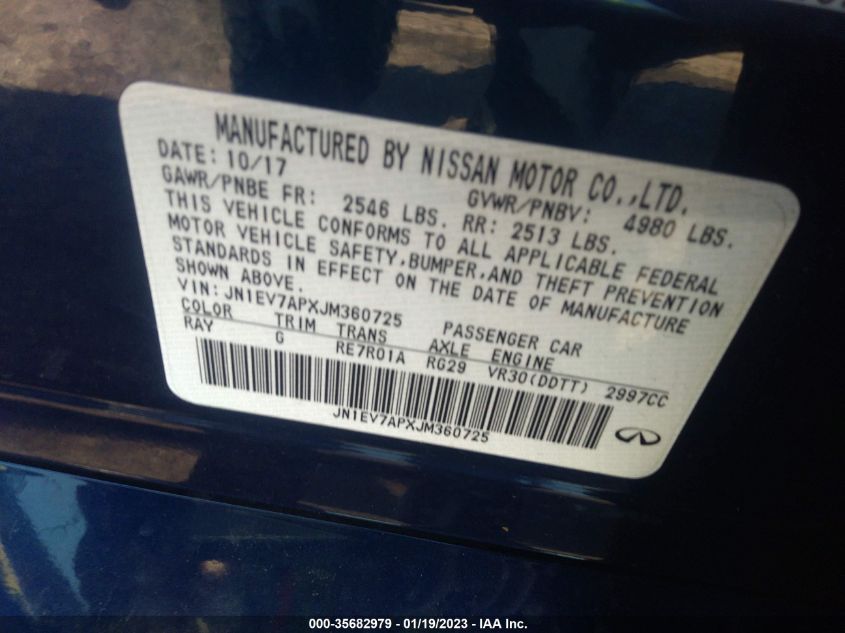 MANUFACTURED BY NISSAN MOTOR CO.,LTD.
DATE: 10/17 GVWR/PNBV: 4980 LBS.
GAWR/PNBE FR: 2546 LBS. RR: 2513 LBS.
THIS VEHICLE CONFORMS TO ALL APPLICABLE FEDERAL
MOTOR VEHICLE SAFETY,BUMPER,AND THEFT PREVENTION
STANDARDS IN EFFECT ON THE DATE OF MANUFACTURE
SHOWN ABOVE.
VIN: JN1EV7APXJM360725 PASSENGER CAR
COLOR TRIM TRANS AXLE ENGINE
RAY G RE7R01A RG29 VR30(DDTT) 2997CC
JN1EV7APXJM360725
000-35682979 - 01/19/2023 - IAA Inc.